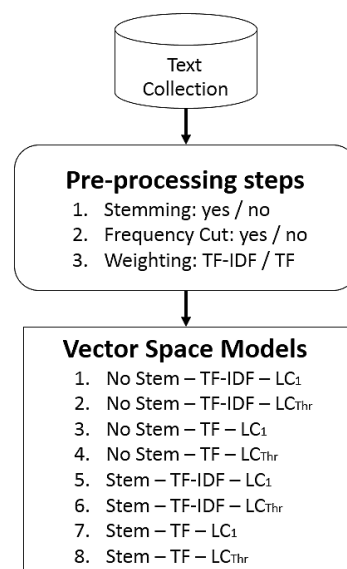 Text
Collection
Pre-processing steps
1. Stemming: yes / no
2. Frequency Cut: yes / no
3. Weighting: TF-IDF / TF
Vector Space Models
1. No Stem – TF-IDF – LC₁
2. No Stem – TF-IDF – LCThr
3. No Stem – TF – LC₁
4. No Stem – TF – LCThr
5. Stem – TF-IDF – LC₁
6. Stem – TF-IDF – LCThr
7. Stem – TF – LC₁
8. Stem – TF – LCThr